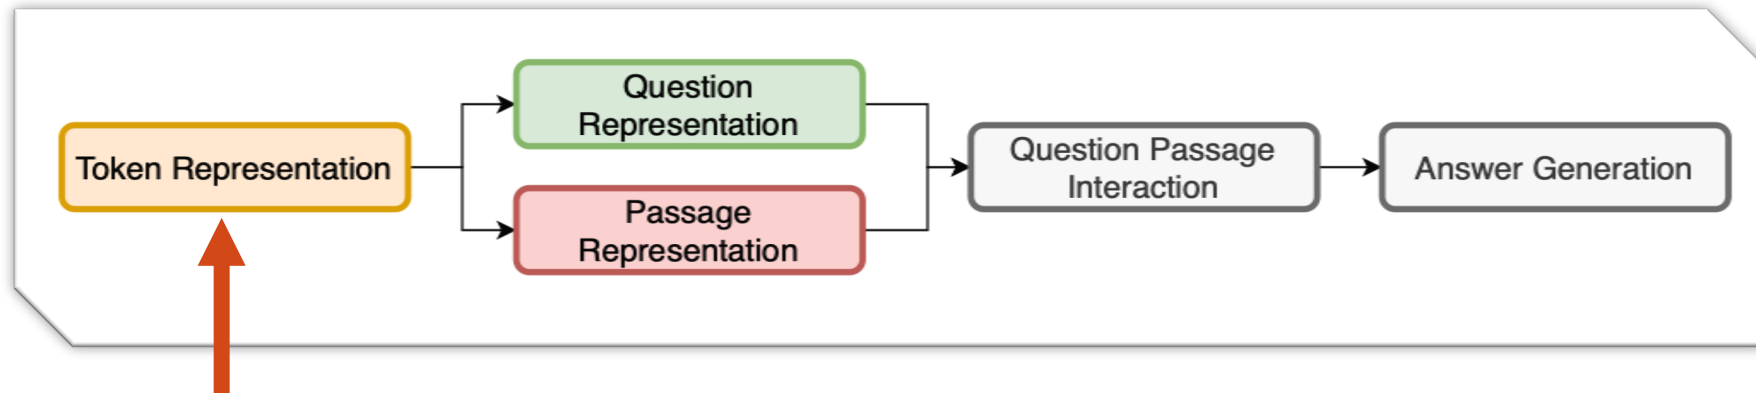 Token Representation
Question
Representation
Passage
Representation
Question Passage
Interaction
Answer Generation